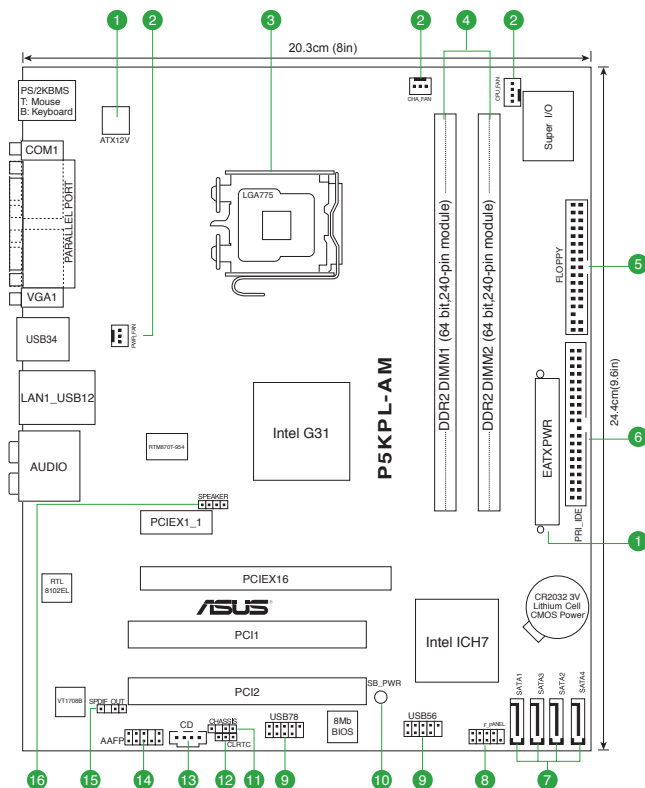 1
2
3
2
4
2
20.3cm (8in)
PS/2KBMS
T: Mouse
B: Keyboard
ATX12V
CHA_FAN
CPU_FAN
Super I/O
COM1
PARALLEL PORT
VGA1
LGA775
DDR2 DIMM1 (64 bit,240-pin module)
DDR2 DIMM2 (64 bit,240-pin module)
FLOPPY
5
24.4cm(9.6in)
2
PWR_FAN
USB34
LAN1_USB12
AUDIO
RTM870T-954
Intel G31
P5KPL-AM
EATXPWR
PRI_IDE
6
1
16
SPEAKER
PCIEX1_1
PCIEX16
RTL
8102EL
ASUS®
PCI1
Intel ICH7
CR2032 3V
Lithium Cell
CMOS Power
PCI2
VT1708B
SPDIF_OUT
SB_PWR
SATA1
SATA3
SATA2
SATA4
AAFP
CD
CHASSIS
CLRTC
USB78
8Mb
BIOS
USB56
F_PANEL
16
15
14
13
12
11
9
10
9
8
7